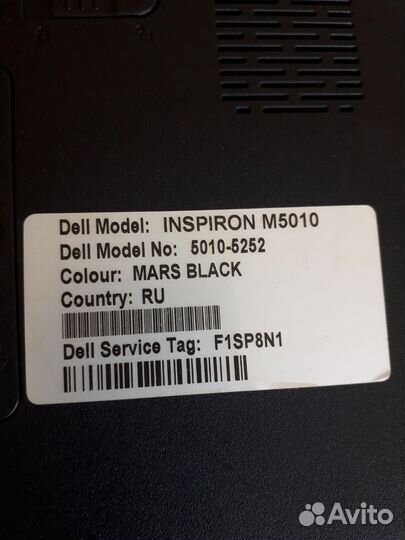 Dell Model: INSPIRON M5010
Dell Model No: 5010-5252
Colour: MARS BLACK
Country: RU
Dell Service Tag: F1SP8N1
Avito